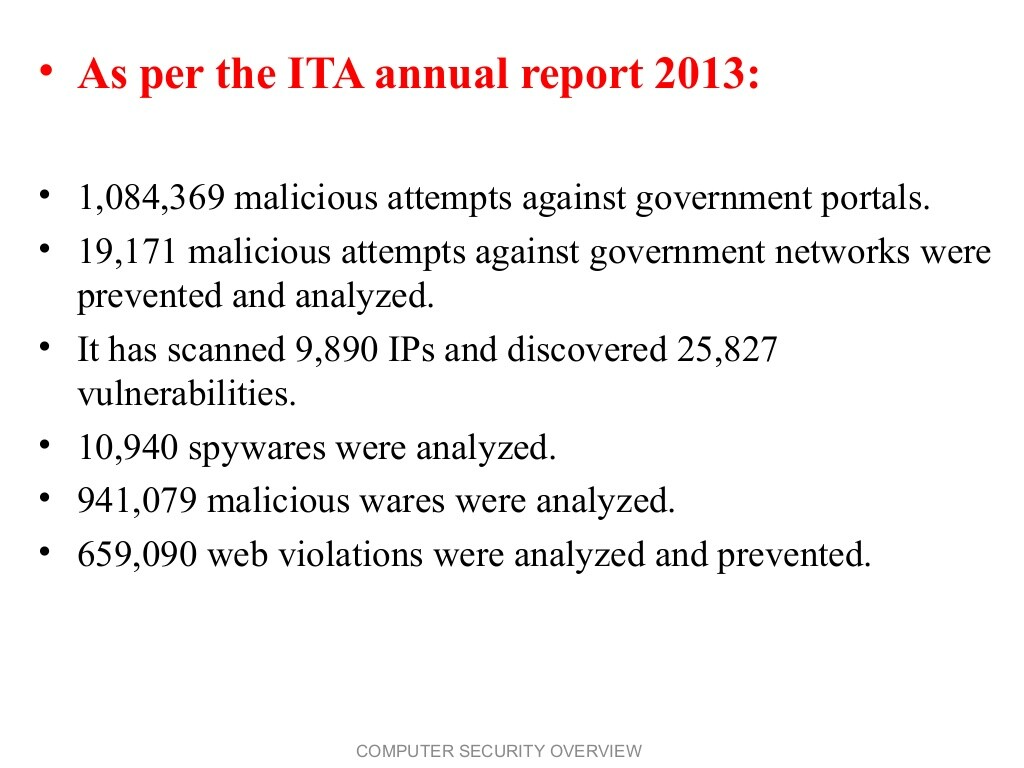 • As per the ITA annual report 2013:
• 1,084,369 malicious attempts against government portals.
• 19,171 malicious attempts against government networks were
prevented and analyzed.
• It has scanned 9,890 IPs and discovered 25,827
vulnerabilities.
• 10,940 spywares were analyzed.
• 941,079 malicious wares were analyzed.
• 659,090 web violations were analyzed and prevented.
COMPUTER SECURITY OVERVIEW